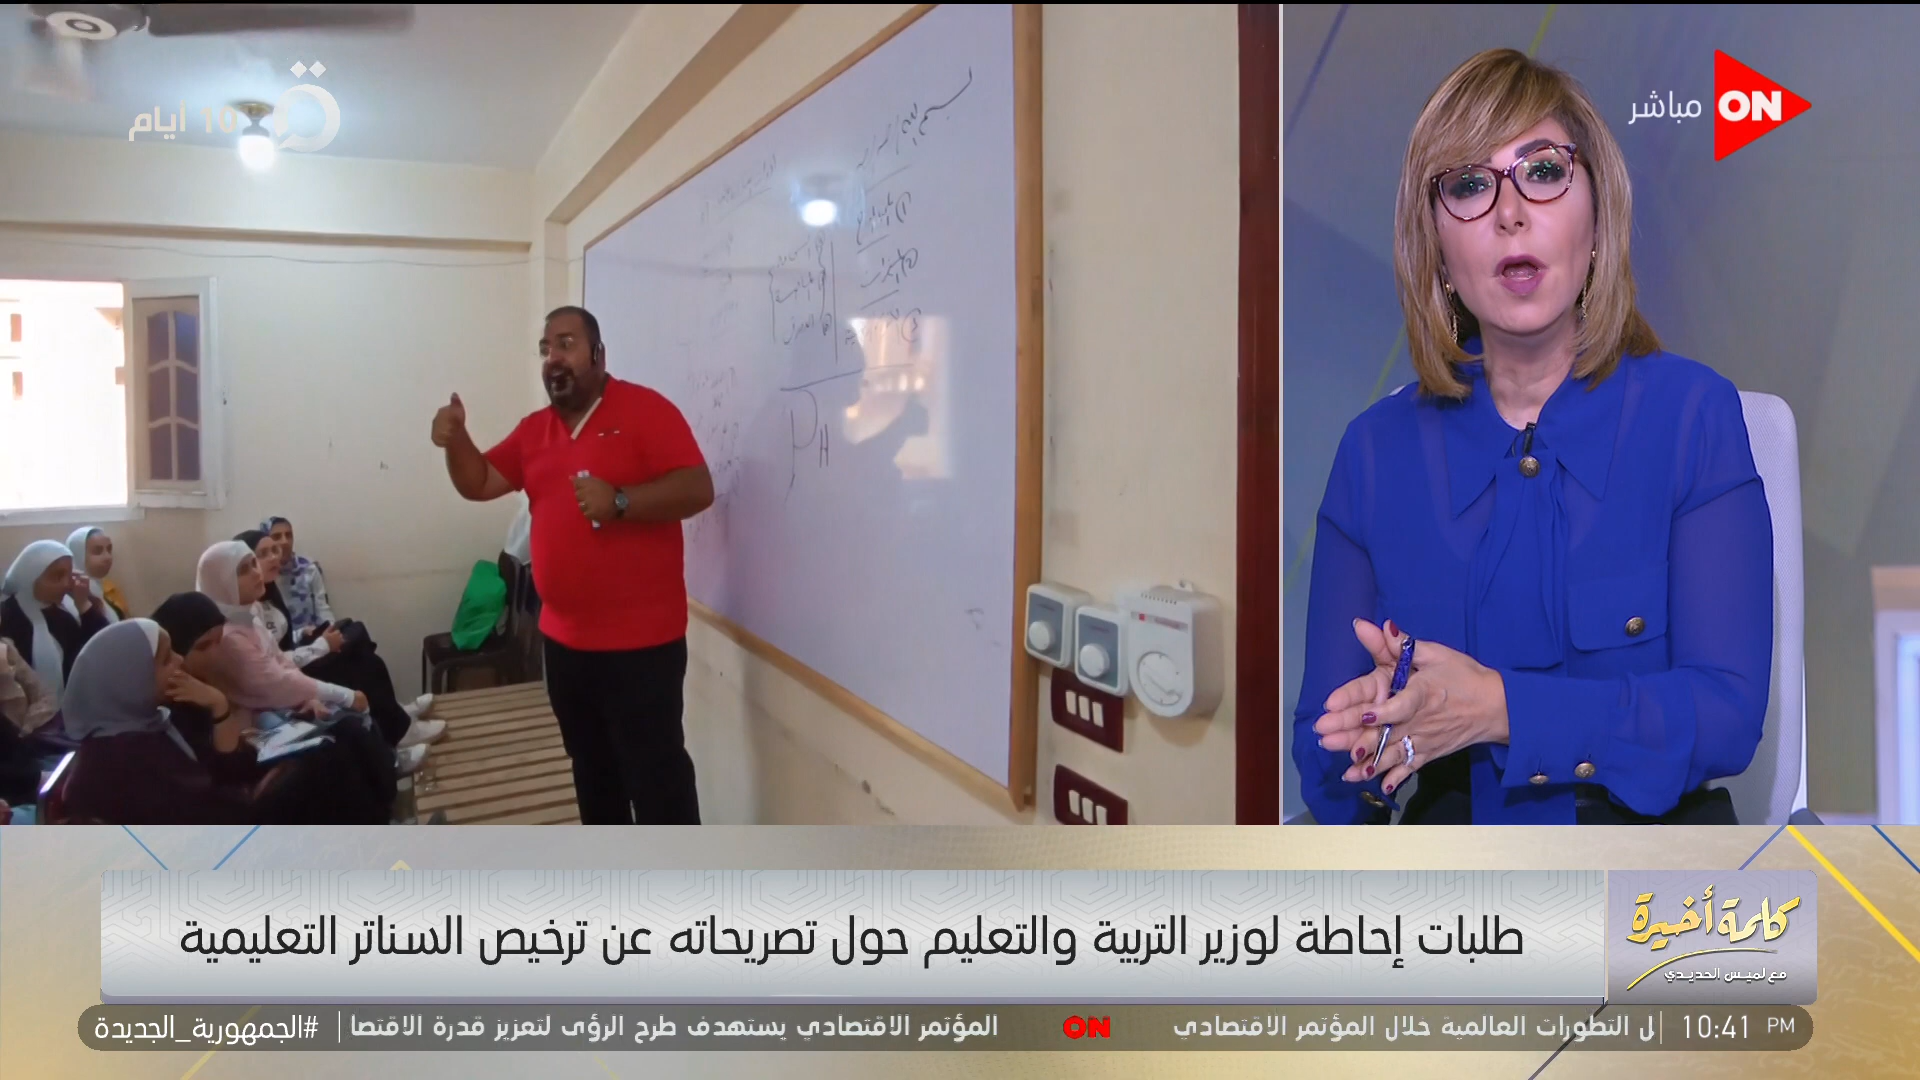 10 أيام
مباشر
ON
PH
طلبات إحاطة لوزير التربية والتعليم حول تصريحاته عن ترخيص السناتر التعليمية
كلمة أخيرة
مع لميس الحديدي
10:41 PM
ل التطورات العالمية خلال المؤتمر الاقتصادي
ON
المؤتمر الاقتصادي يستهدف طرح الرؤى لتعزيز قدرة الاقتصا
#الجمهورية_الجديدة